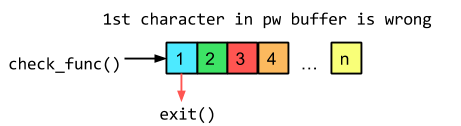 1st character in pw buffer is wrong
check_func() 1 2 3 4 ... n
exit()